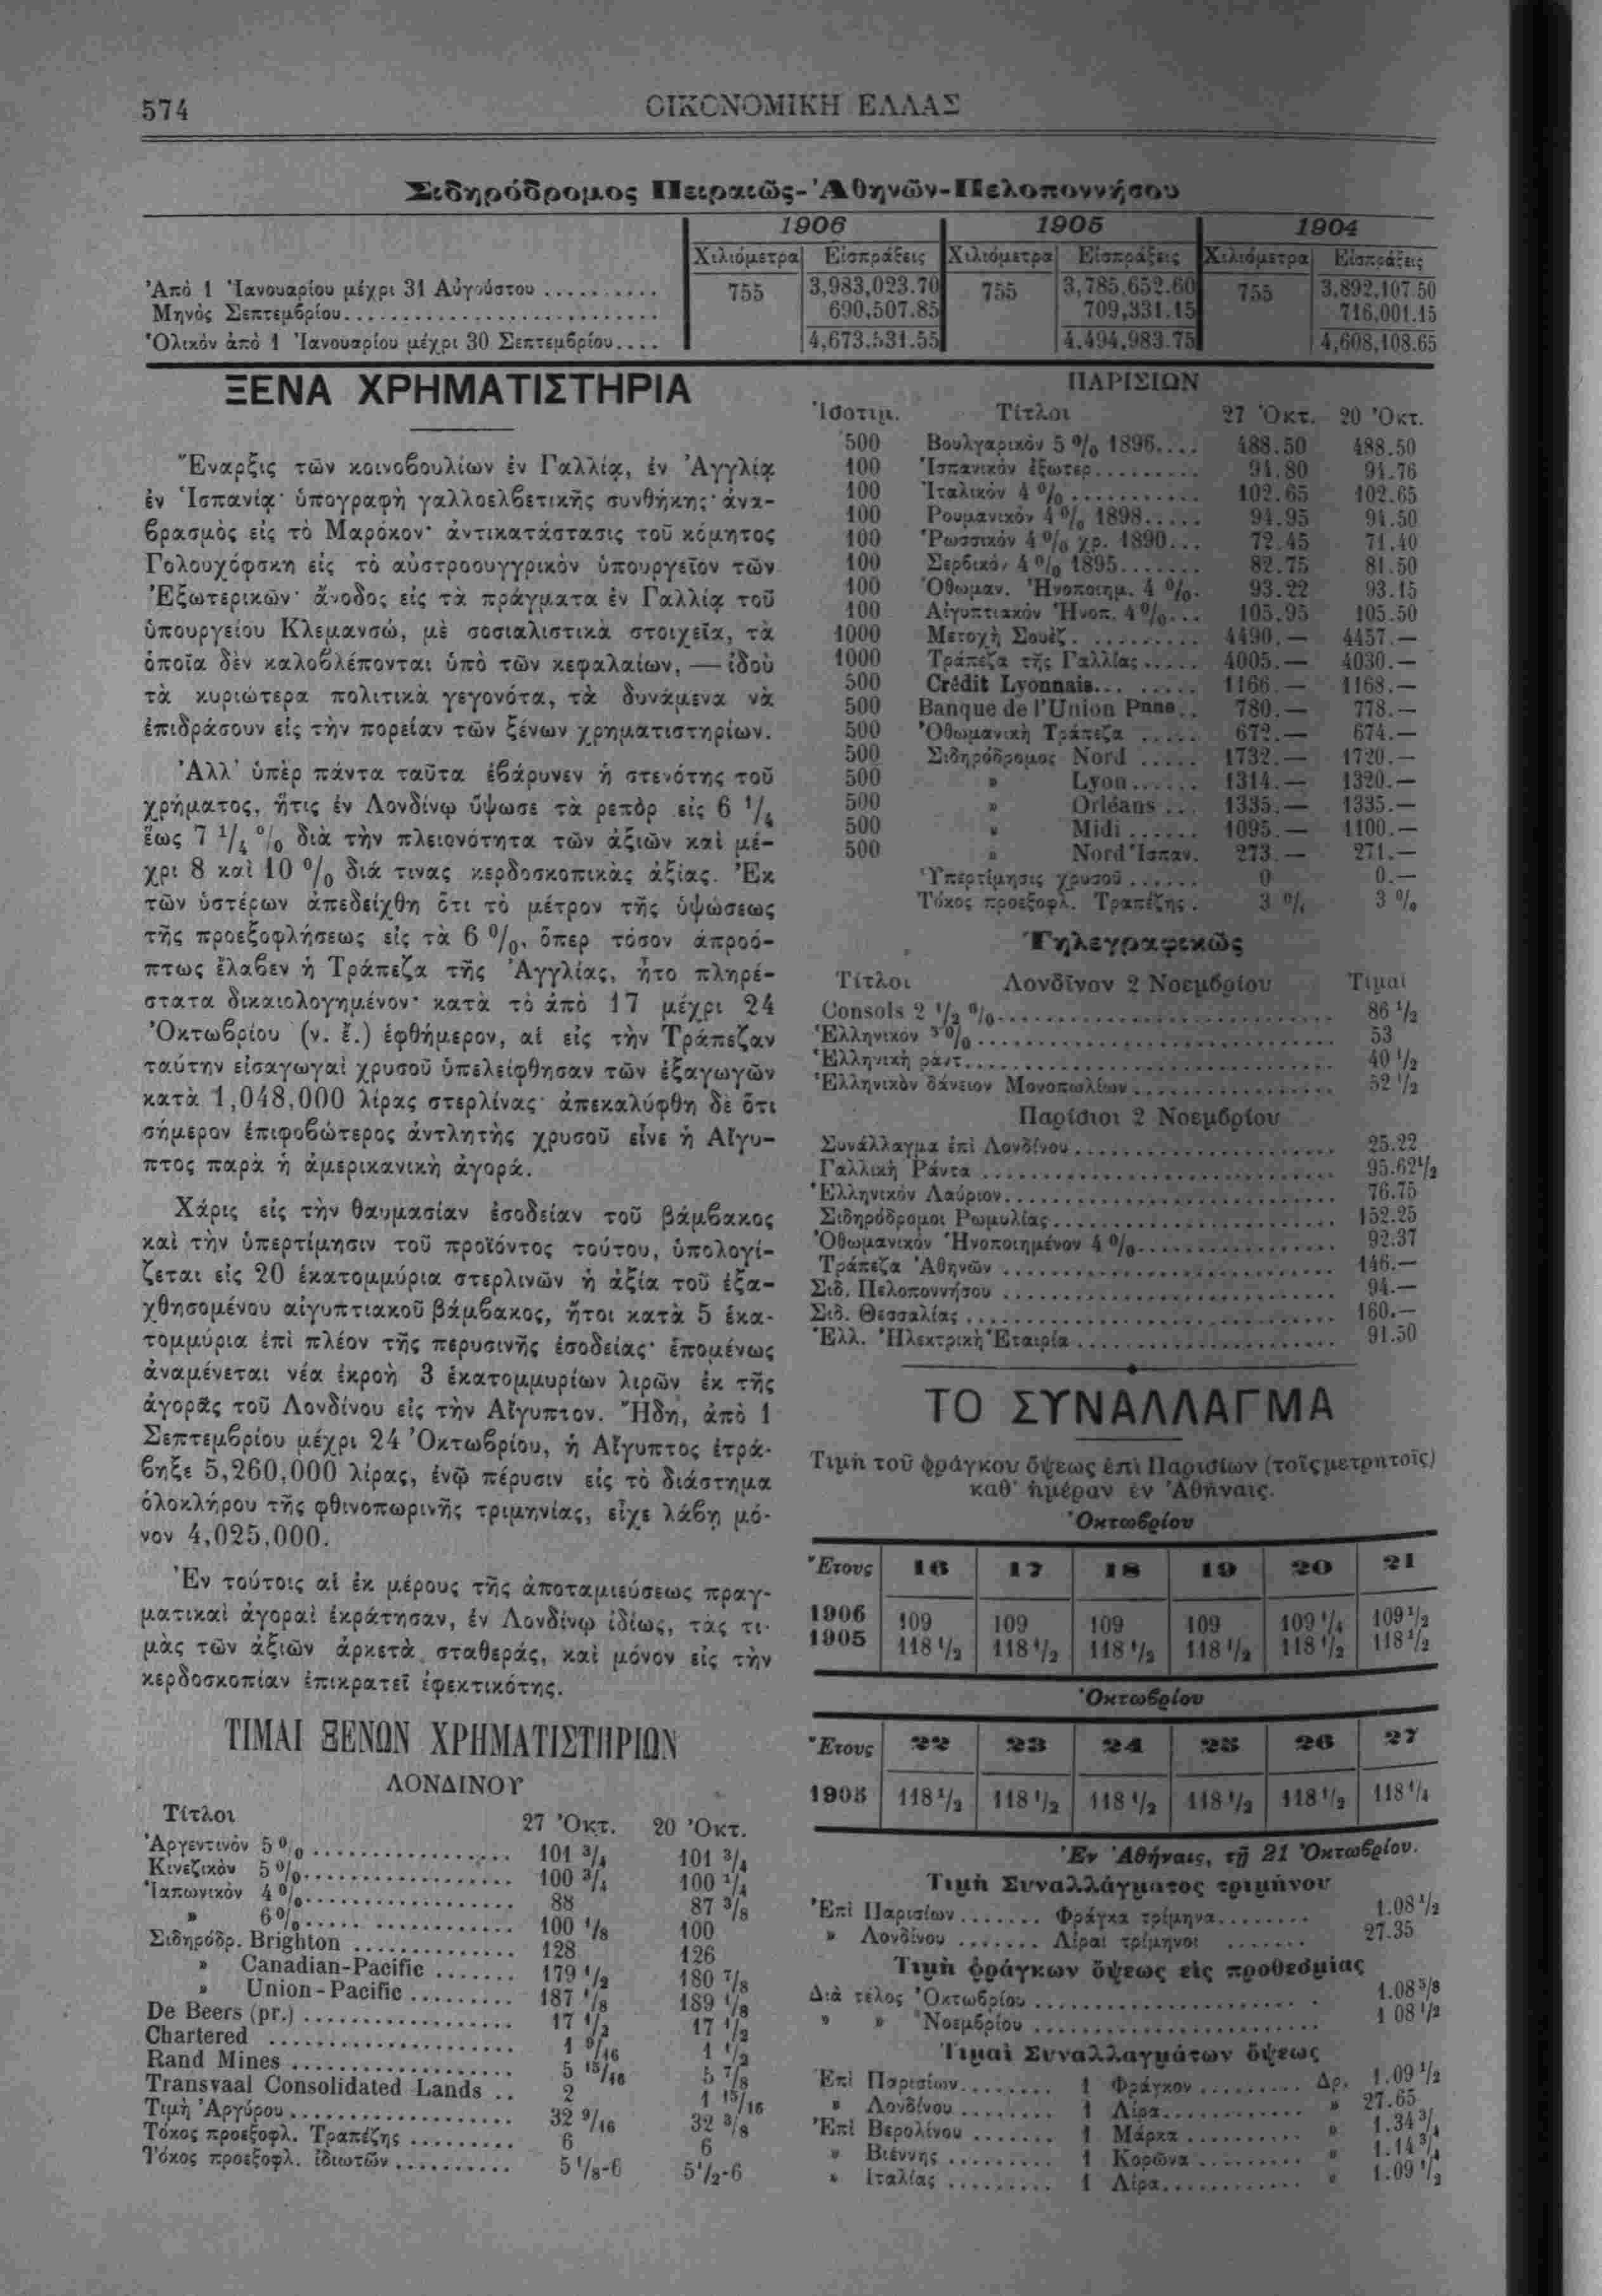 574
ΟΙΚΟΝΟΜΙΚΗ ΕΛΛΑΣ
Σιδηρόδρομος Πειραιῶς-Ἀθηνῶν-Πελοποννήσου
1906 1905 1904
Χιλιόμετρα Εἰσπράξεις Χιλιόμετρα Εἰσπράξεις Χιλιόμετρα Εἰσπράξεις
Ἀπὸ 1 Ἰανουαρίου μέχρι 31 Αὐγούστου .......... 755 3,983,023.70 755 3,785,652.60 755 3,892,107 50
Μηνὸς Σεπτεμβρίου.......................... 690,507.85 709,331.15 716,001.15
Ὁλικὸν ἀπὸ 1 Ἰανουαρίου μέχρι 30 Σεπτεμβρίου.... 4,673.531.55 4.494.983.75 4,608,108.65
ΞΕΝΑ ΧΡΗΜΑΤΙΣΤΗΡΙΑ
Ἔναρξις τῶν κοινοβουλίων ἐν Γαλλίᾳ, ἐν Ἀγγλίᾳ
ἐν Ἱσπανίᾳ· ὑπογραφὴ γαλλοελβετικῆς συνθήκης· ἀνα-
βρασμὸς εἰς τὸ Μαρόκον· ἀντικατάστασις τοῦ κόμητος
Γολουχόφσκη εἰς τὸ αὐστροουγγρικὸν ὑπουργεῖον τῶν
Ἐξωτερικῶν· ἄνοδος εἰς τὰ πράγματα ἐν Γαλλίᾳ τοῦ
ὑπουργείου Κλεμανσώ, μὲ σοσιαλιστικὰ στοιχεῖα, τὰ
ὁποῖα δὲν καλοβλέπονται ὑπὸ τῶν κεφαλαίων, — ἰδοὺ
τὰ κυριώτερα πολιτικὰ γεγονότα, τὰ δυνάμενα νὰ
ἐπιδράσουν εἰς τὴν πορείαν τῶν ξένων χρηματιστηρίων.
Ἀλλ' ὑπὲρ πάντα ταῦτα ἐβάρυνεν ἡ στενότης τοῦ
χρήματος, ἥτις ἐν Λονδίνῳ ὕψωσε τὰ ρεπὸρ εἰς 6 1/4
ἕως 7 1/4 % διὰ τὴν πλειονότητα τῶν ἀξιῶν καὶ μέ-
χρι 8 καὶ 10 % διά τινας κερδοσκοπικὰς ἀξίας. Ἐκ
τῶν ὑστέρων ἀπεδείχθη ὅτι τὸ μέτρον τῆς ὑψώσεως
τῆς προεξοφλήσεως εἰς τὰ 6 %, ὅπερ τόσον ἀπροό-
πτως ἔλαβεν ἡ Τράπεζα τῆς Ἀγγλίας, ἦτο πληρέ-
στατα δικαιολογημένον· κατὰ τὸ ἀπὸ 17 μέχρι 24
Ὀκτωβρίου (ν. ἔ.) ἑφθήμερον, αἱ εἰς τὴν Τράπεζαν
ταύτην εἰσαγωγαὶ χρυσοῦ ὑπελείφθησαν τῶν ἐξαγωγῶν
κατὰ 1,048,000 λίρας στερλίνας· ἀπεκαλύφθη δὲ ὅτι
σήμερον ἐπιφοβώτερος ἀντλητὴς χρυσοῦ εἶνε ἡ Αἴγυ-
πτος παρὰ ἡ ἀμερικανικὴ ἀγορά.
Χάρις εἰς τὴν θαυμασίαν ἐσοδείαν τοῦ βάμβακος
καὶ τὴν ὑπερτίμησιν τοῦ προϊόντος τούτου, ὑπολογί-
ζεται εἰς 20 ἑκατομμύρια στερλινῶν ἡ ἀξία τοῦ ἐξα-
χθησομένου αἰγυπτιακοῦ βάμβακος, ἤτοι κατὰ 5 ἑκα-
τομμύρια ἐπὶ πλέον τῆς περυσινῆς ἐσοδείας· ἑπομένως
ἀναμένεται νέα ἐκροὴ 3 ἑκατομμυρίων λιρῶν ἐκ τῆς
ἀγορᾶς τοῦ Λονδίνου εἰς τὴν Αἴγυπτον. Ἤδη, ἀπὸ 1
Σεπτεμβρίου μέχρι 24 Ὀκτωβρίου, ἡ Αἴγυπτος ἐτρά-
βηξε 5,260,000 λίρας, ἐνῷ πέρυσιν εἰς τὸ διάστημα
ὁλοκλήρου τῆς φθινοπωρινῆς τριμηνίας, εἶχε λάβῃ μό-
νον 4,025,000.
Ἐν τούτοις αἱ ἐκ μέρους τῆς ἀποταμιεύσεως πραγ-
ματικαὶ ἀγοραὶ ἐκράτησαν, ἐν Λονδίνῳ ἰδίως, τὰς τι-
μὰς τῶν ἀξιῶν ἀρκετὰ σταθεράς, καὶ μόνον εἰς τὴν
κερδοσκοπίαν ἐπικρατεῖ ἐφεκτικότης.
ΤΙΜΑΙ ΞΕΝΩΝ ΧΡΗΜΑΤΙΣΤΗΡΙΩΝ
ΛΟΝΔΙΝΟΥ
Τίτλοι 27 Ὀκτ. 20 Ὀκτ.
Ἀργεντινὸν 5 % ................ 101 3/4 101 3/4
Κινεζικὸν 5 %................. 100 3/4 100 1/4
Ἰαπωνικὸν 4 %................. 88 87 3/8
» 6 %..... ............ 100 1/8 100
Σιδηρόδρ. Brighton ............. 128 126
» Canadian-Pacific ....... 179 1/2 180 7/8
» Union-Pacific ......... 187 1/8 189 1/8
De Beers (pr.) ................. 17 1/2 17 1/2
Chartered .................... 1 9/16 1 1/2
Rand Mines .................. 5 15/16 5 7/8
Transvaal Consolidated Lands .. 2 1 15/16
Τιμὴ Ἀργύρου................... 32 9/16 32 3/8
Τόκος προεξοφλ. Τραπέζης ......... 6 6
Τόκος προεξοφλ. ἰδιωτῶν .......... 5 1/8-6 5 1/2-6
ΠΑΡΙΣΙΩΝ
Ἰσοτιμ. Τίτλοι 27 Ὀκτ. 20 Ὀκτ.
500 Βουλγαρικὸν 5 % 1896.... 488.50 488.50
100 Ἱσπανικὸν ἐξωτερ......... 94.80 94.76
100 Ἰταλικὸν 4 %........... 102.65 102.65
100 Ρουμανικὸν 4 % 1898..... 94.95 94.50
100 Ῥωσσικὸν 4 % χρ. 1890... 72.45 71.40
100 Σερβικὸν 4 % 1895....... 82.75 81.50
100 Ὀθωμαν. Ἡνοποιημ. 4 %. 93.22 93.15
100 Αἰγυπτιακὸν Ἡνοπ. 4 %... 105.95 105.50
1000 Μετοχὴ Σουέζ.......... 4490.— 4457.—
1000 Τράπεζα τῆς Γαλλίας..... 4005.— 4030.—
500 Crédit Lyonnais... ..... 1166.— 1168.—
500 Banque de l'Union Pnne.. 780.— 778.—
500 Ὀθωμανικὴ Τράπεζα ..... 672.— 674.—
500 Σιδηρόδρομος Nord ..... 1732.— 1720.—
500 » Lyon...... 1314.— 1320.—
500 » Orléans ... 1335.— 1335.—
500 » Midi ...... 1095.— 1100.—
500 » Nord Ἱσπαν. 273.— 271.—
Ὑπερτίμησις χρυσοῦ ...... 0 0.—
Τόκος προεξοφλ. Τραπέζης . 3 % 3 %
Τηλεγραφικῶς
Τίτλοι Λονδῖνον 2 Νοεμβρίου Τιμαί
Consols 2 1/2 %............................ 86 1/2
Ἑλληνικὸν 5 %............................ 53
Ἑλληνικὴ ράντ............................ 40 1/2
Ἑλληνικὸν δάνειον Μονοπωλίων ................. 52 1/2
Παρίσιοι 2 Νοεμβρίου
Συνάλλαγμα ἐπὶ Λονδίνου...................... 25.22
Γαλλικὴ Ράντα ............................ 95.62 1/2
Ἑλληνικὸν Λαύριον........................... 76.75
Σιδηρόδρομοι Ρωμυλίας........................ 152.25
Ὀθωμανικὸν Ἡνοποιημένον 4 %................. 92.37
Τράπεζα Ἀθηνῶν ........................... 146.—
Σιδ. Πελοποννήσου ........................... 94.—
Σιδ. Θεσσαλίας ............................. 160.—
Ἑλλ. Ἠλεκτρικὴ Ἑταιρία ...................... 91.50
ΤΟ ΣΥΝΑΛΛΑΓΜΑ
Τιμὴ τοῦ φράγκου ὄψεως ἐπὶ Παρισίων (τοῖς μετρητοῖς)
καθ' ἡμέραν ἐν Ἀθήναις.
Ὀκτωβρίου
Ἔτους 16 17 18 19 20 21
1906 109 109 109 109 109 1/4 109 1/2
1905 118 1/2 118 1/2 118 1/2 118 1/2 118 1/2 118 1/2
Ὀκτωβρίου
Ἔτους 22 23 24 25 26 27
1905 118 1/2 118 1/2 118 1/2 118 1/2 118 1/2 118 1/4
Ἐν Ἀθήναις, τῇ 21 Ὀκτωβρίου.
Τιμὴ Συναλλάγματος τριμήνου
Ἐπὶ Παρισίων....... Φράγκα τρίμηνα........ 1.08 1/2
» Λονδίνου ....... Λίραι τρίμηνοι ....... 27.35
Τιμὴ φράγκων ὄψεως εἰς προθεσμίας
Διὰ τέλος Ὀκτωβρίου ........................ 1.08 5/8
» » Νοεμβρίου ........................ 1 08 1/2
Τιμαὶ Συναλλαγμάτων ὄψεως
Ἐπὶ Παρισίων........ 1 Φράγκον ......... Δρ. 1.09 1/2
» Λονδίνου ........ 1 Λίρα............ » 27.65
Ἐπὶ Βερολίνου ....... 1 Μάρκα .......... » 1.34 3/4
» Βιέννης ......... 1 Κορῶνα ......... » 1.14 3/4
» Ἰταλίας ......... 1 Λίρα............ » 1.09 1/2